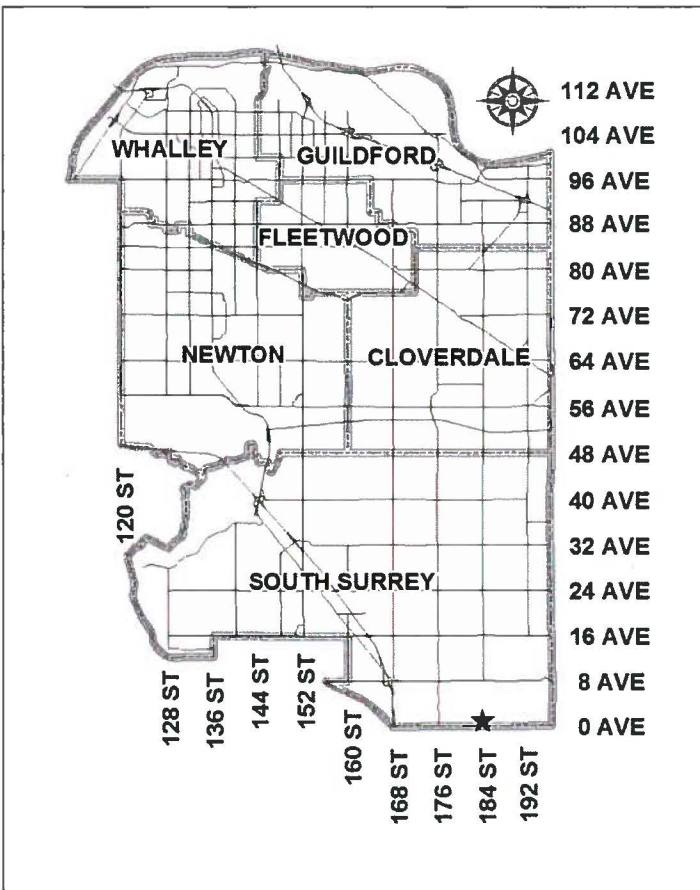 112 AVE
104 AVE
WHALLEY
GUILDFORD
96 AVE
88 AVE
FLEETWOOD
80 AVE
72 AVE
NEWTON
CLOVERDALE
64 AVE
56 AVE
48 AVE
120 ST
40 AVE
32 AVE
SOUTH SURREY
24 AVE
16 AVE
8 AVE
0 AVE
128 ST
136 ST
144 ST
152 ST
160 ST
168 ST
176 ST
184 ST
192 ST